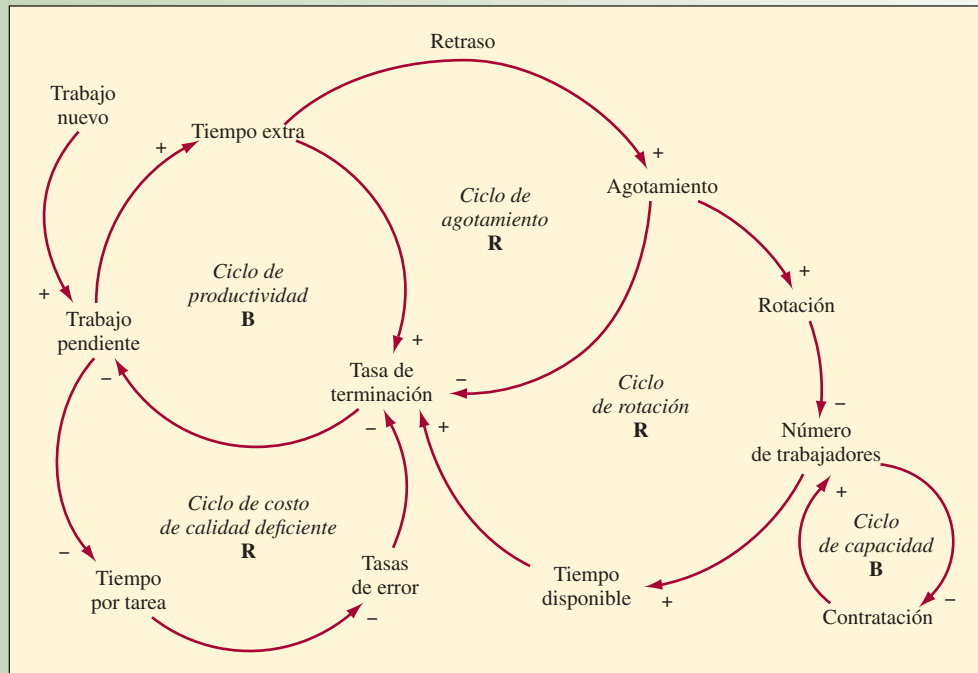 Retraso
Trabajo
nuevo
+
Tiempo extra
+
Agotamiento
Ciclo de
agotamiento
R
+
Ciclo de
productividad
B
+
Rotación
+
Trabajo
pendiente
–
+
Tasa de
terminación
–
–
+
Ciclo
de rotación
R
–
Número
de trabajadores
+
Ciclo
de capacidad
B
–
Contratación
Ciclo de costo
de calidad deficiente
R
–
Tiempo
por tarea
Tasas
de error
–
Tiempo
disponible
+